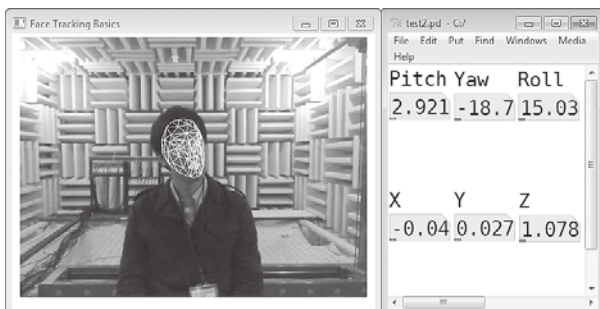 Face Tracking Basics
test2.pd - C:/
File Edit Put Find Windows Media
Help
Pitch Yaw Roll
2.921 -18.7 15.03
X Y Z
-0.04 0.027 1.078